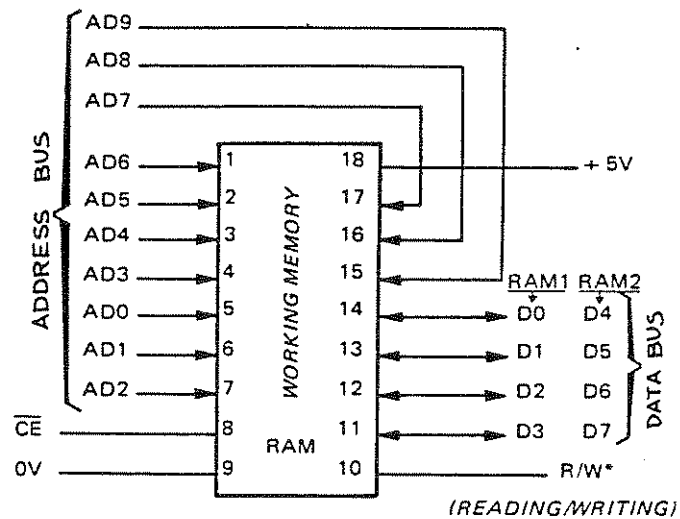 AD9
AD8
AD7
ADDRESS BUS
AD6 1 18 + 5V
AD5 2 17
AD4 3 16
AD3 4 15 RAM1 RAM2
AD0 5 14 D0 D4
AD1 6 13 D1 D5
AD2 7 12 D2 D6
CE 8 11 D3 D7
0V 9 10 R/W*
WORKING MEMORY
RAM
DATA BUS
(READING/WRITING)